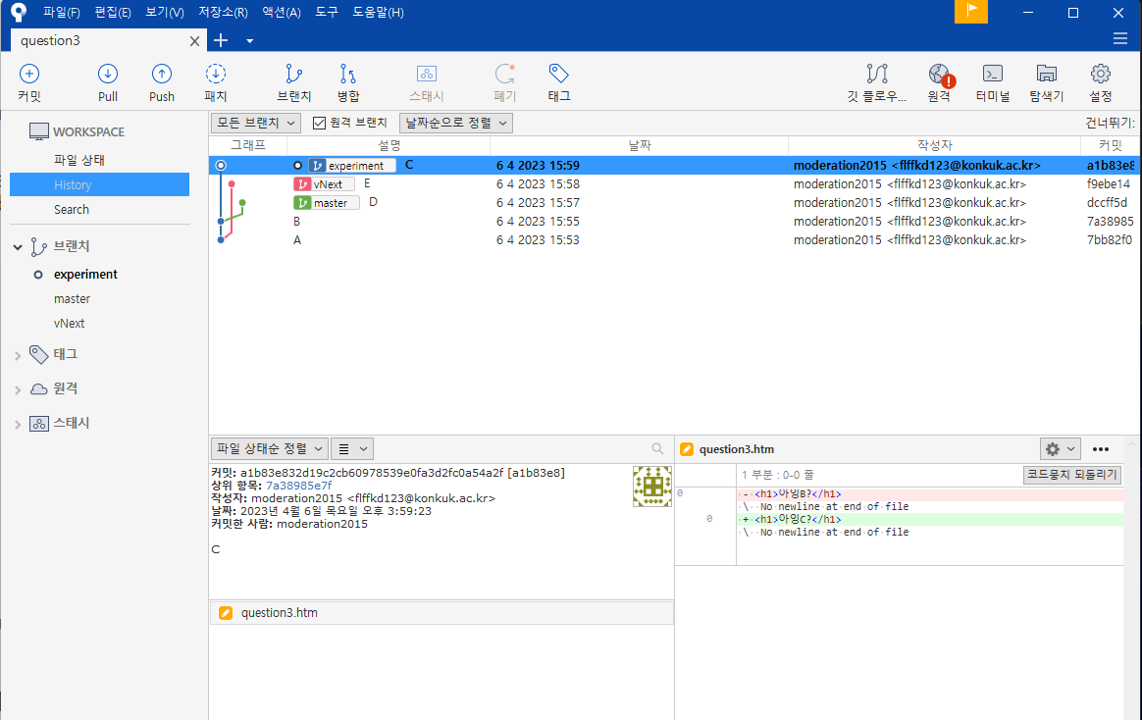 파일(F) 편집(E) 보기(V) 저장소(R) 액션(A) 도구 도움말(H)
question3
커밋 Pull Push 패치 브랜치 병합 스태시 폐기 태그 깃 플로우... 원격 터미널 탐색기 설정
WORKSPACE
파일 상태
History
Search
브랜치
experiment
master
vNext
태그
원격
스태시
모든 브랜치 원격 브랜치 날짜순으로 정렬 건너뛰기:
그래프 설명 날짜 작성자 커밋
experiment C 6 4 2023 15:59 moderation2015 <flffkd123@konkuk.ac.kr> a1b83e8
vNext E 6 4 2023 15:58 moderation2015 <flffkd123@konkuk.ac.kr> f9ebe14
master D 6 4 2023 15:57 moderation2015 <flffkd123@konkuk.ac.kr> dccff5d
B 6 4 2023 15:55 moderation2015 <flffkd123@konkuk.ac.kr> 7a38985
A 6 4 2023 15:53 moderation2015 <flffkd123@konkuk.ac.kr> 7bb82f0
파일 상태순 정렬
커밋: a1b83e832d19c2cb60978539e0fa3d2fc0a54a2f [a1b83e8]
상위 항목: 7a38985e7f
작성자: moderation2015 <flffkd123@konkuk.ac.kr>
날짜: 2023년 4월 6일 목요일 오후 3:59:23
커밋한 사람: moderation2015
C
question3.htm
question3.htm
1 부분 : 0-0 줄 코드뭉치 되돌리기
0 - <h1>아잉B?</h1>
\ No newline at end of file
0 + <h1>아잉C?</h1>
\ No newline at end of file